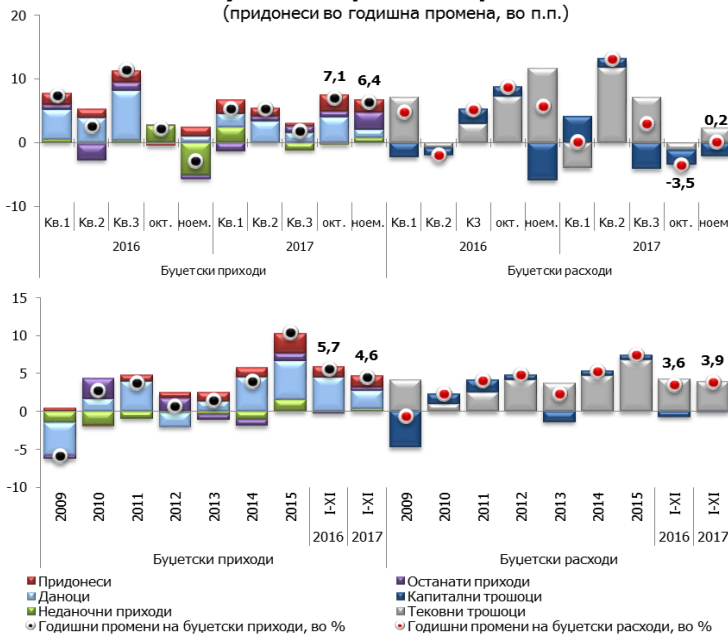 (придонеси во годишна промена, во п.п.)
20
10
0
-10
7,1
6,4
-3,5
0,2
Кв.1 Кв.2 Кв.3 окт. ноем. Кв.1 Кв.2 Кв.3 окт. ноем. Кв.1 Кв.2 К3 окт. ноем. Кв.1 Кв.2 Кв.3 окт. ноем.
2016 2017 2016 2017
Буџетски приходи Буџетски расходи
15
10
5
0
-5
-10
5,7
4,6
3,6
3,9
2009 2010 2011 2012 2013 2014 2015 I-XI I-XI 2009 2010 2011 2012 2013 2014 2015 I-XI I-XI
2016 2017 2016 2017
Буџетски приходи Буџетски расходи
Придонеси Останати приходи
Даноци Капитални трошоци
Неданочни приходи Тековни трошоци
Годишни промени на буџетски приходи, во % Годишни промени на буџетски расходи, во %